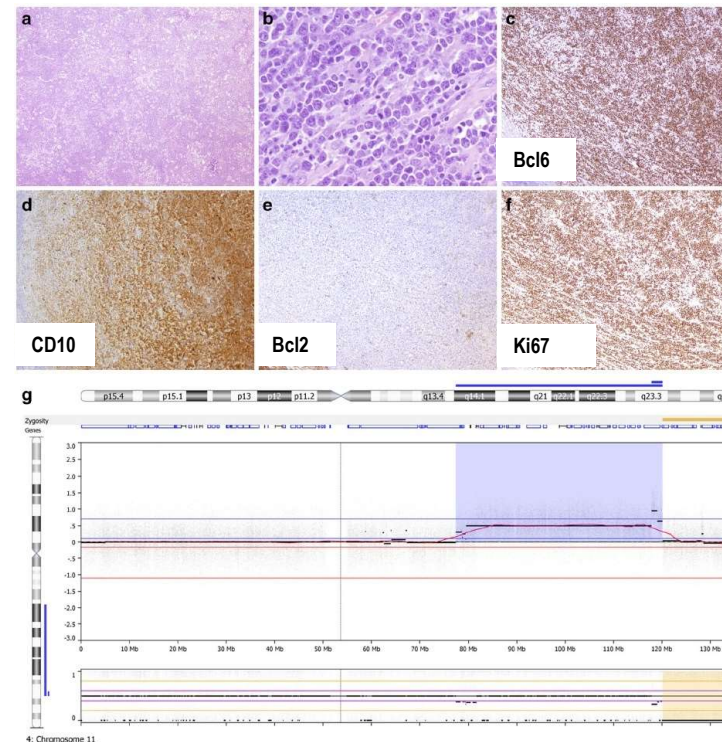 a
b
c
Bcl6
d
CD10
e
Bcl2
f
Ki67
g
p15.4 p15.1 p13 p12 p11.2 q13.4 q14.1 q21 q22.1 q22.3 q23.3 q
Zygosity
Genes
3.0
2.5
2.0
1.5
1.0
.5
0
-0.5
-1.0
-1.5
-2.0
-2.5
-3.0
0 Mb 10 Mb 20 Mb 30 Mb 40 Mb 50 Mb 60 Mb 70 Mb 80 Mb 90 Mb 100 Mb 110 Mb 120 Mb 130 Mb
1
0
4: Chromosome 11